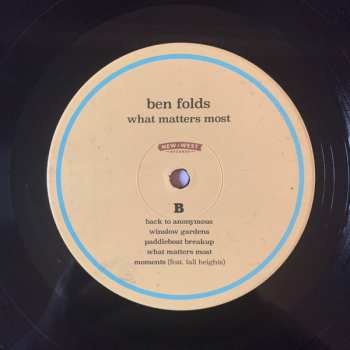 ben folds
what matters most
NEW WEST
RECORDS
B
back to anonymous
winslow gardens
paddleboat breakup
what matters most
moments (feat. tall heights)